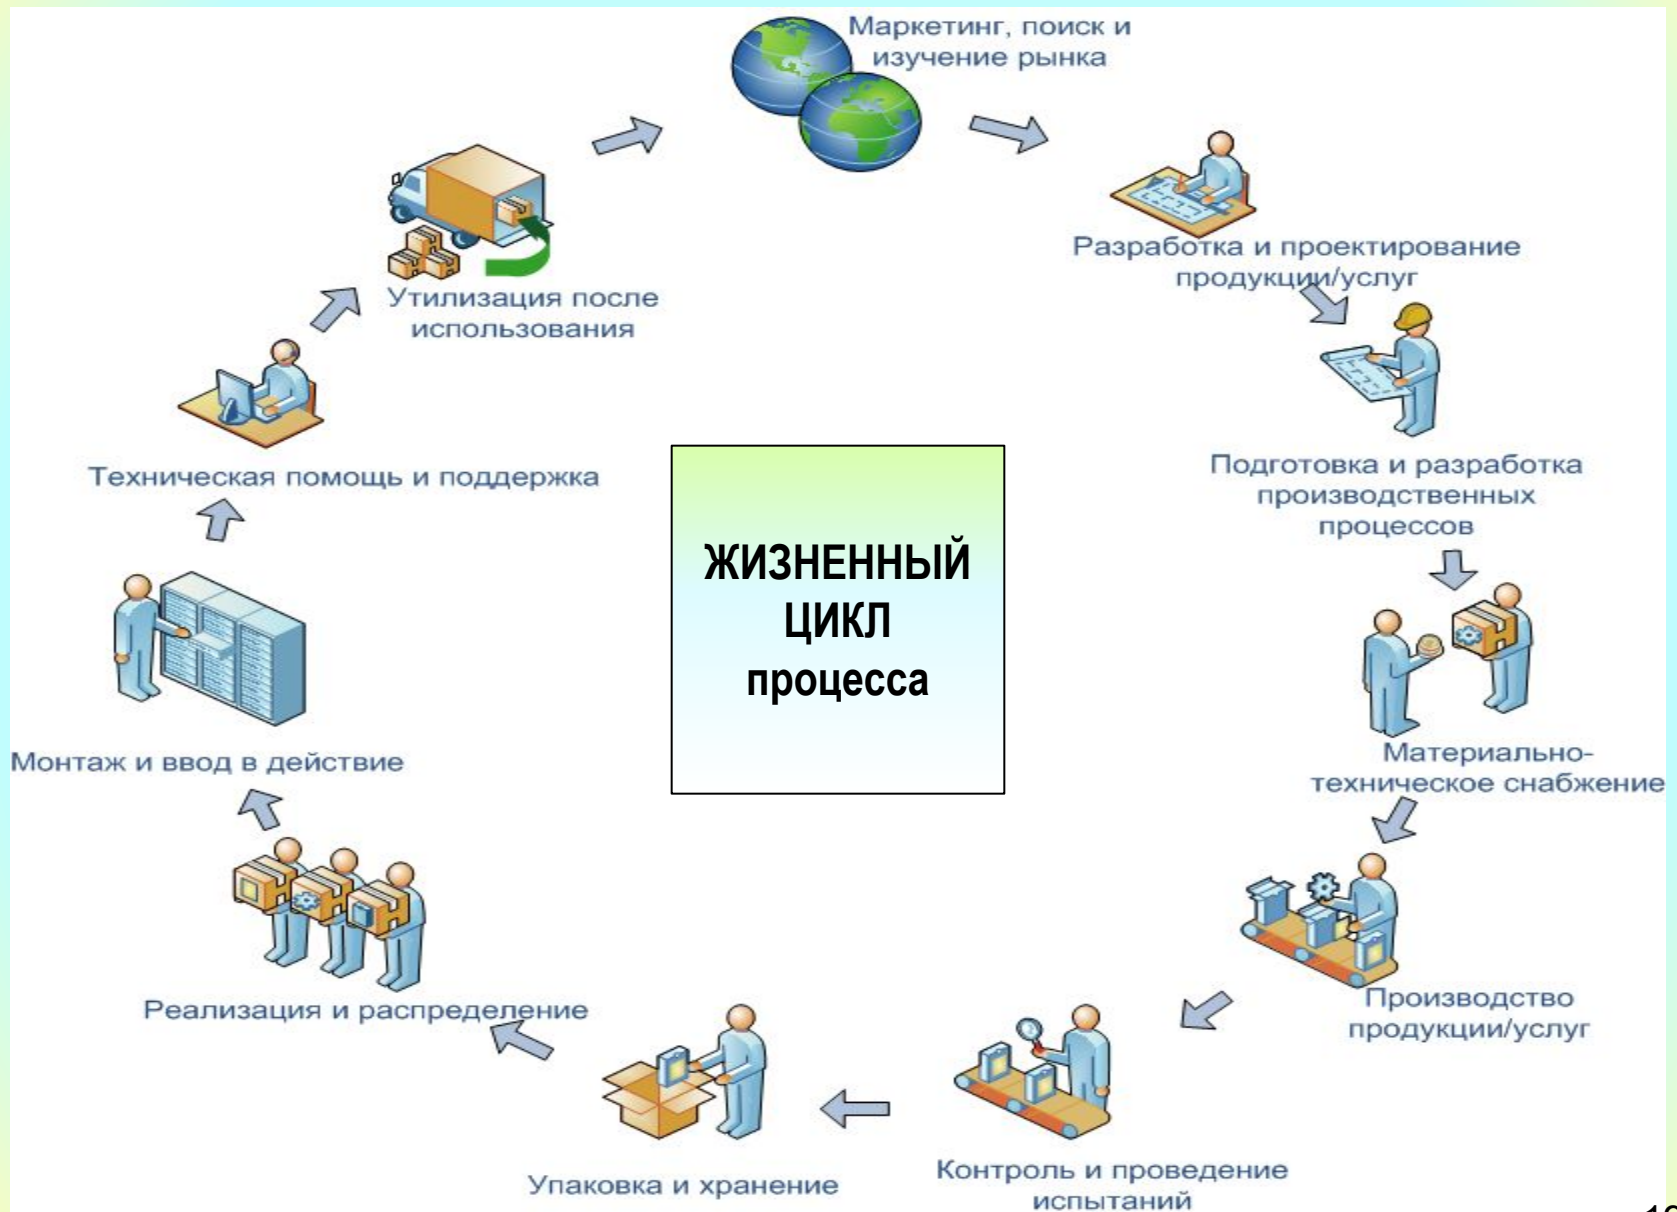 Маркетинг, поиск и
изучение рынка
Разработка и проектирование
продукции/услуг
Подготовка и разработка
производственных
процессов
Материально-
техническое снабжение
Производство
продукции/услуг
Контроль и проведение
испытаний
Упаковка и хранение
Реализация и распределение
Монтаж и ввод в действие
Техническая помощь и поддержка
Утилизация после
использования
ЖИЗНЕННЫЙ
ЦИКЛ
процесса